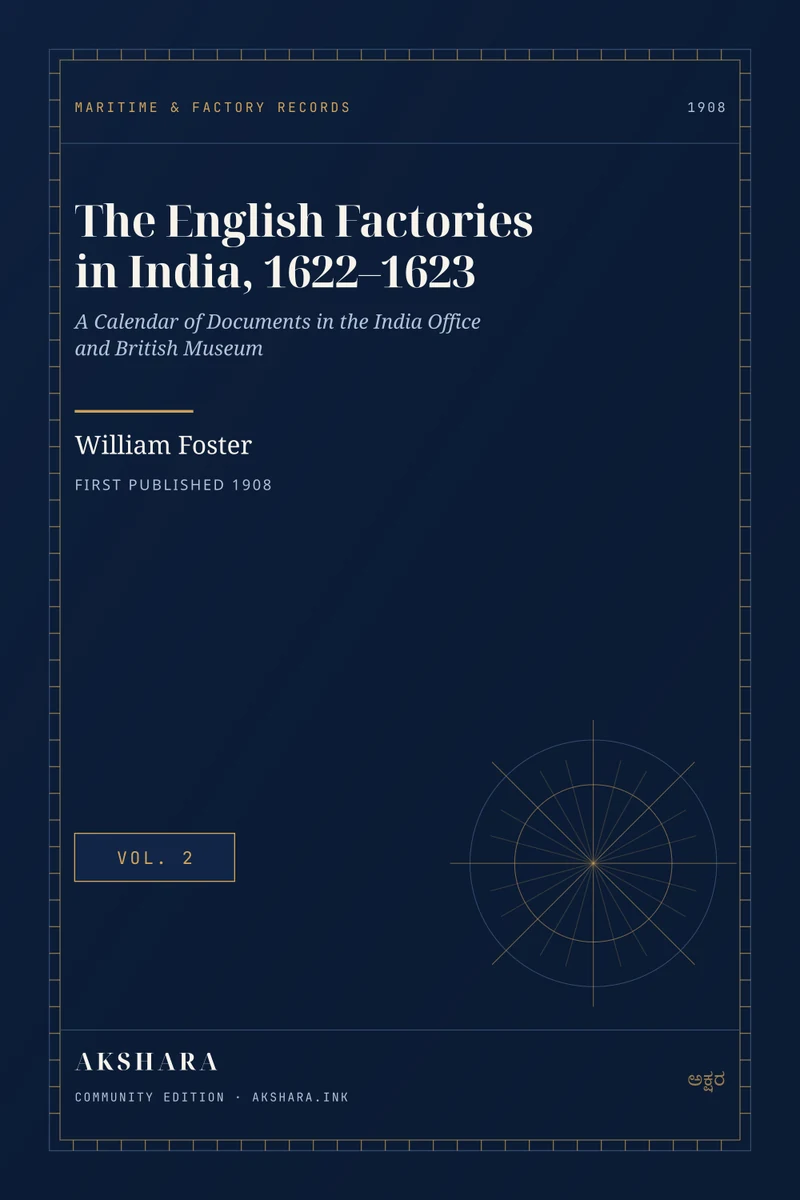 MARITIME & FACTORY RECORDS
1908
The English Factories
in India, 1622–1623
A Calendar of Documents in the India Office
and British Museum
William Foster
FIRST PUBLISHED 1908
VOL. 2
AKSHARA
COMMUNITY EDITION · AKSHARA.INK
ಅಕ್ಷರ